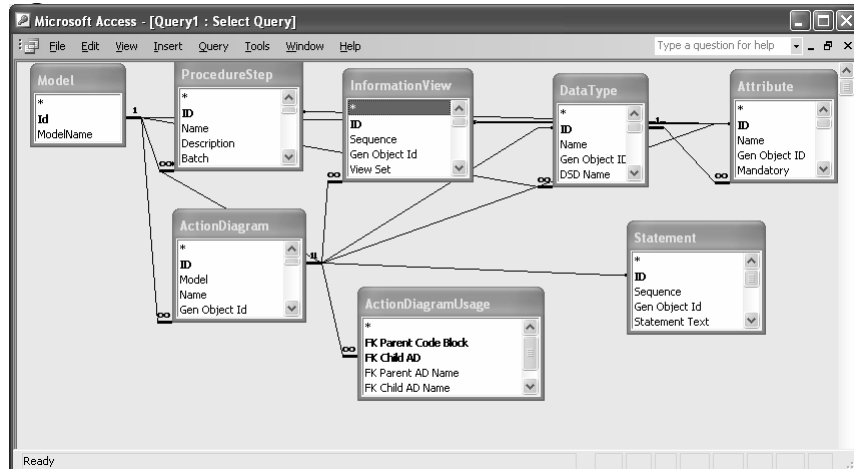 Microsoft Access - [Query1 : Select Query]
File Edit View Insert Query Tools Window Help
Type a question for help
Model
*
Id
ModelName
ProcedureStep
*
ID
Name
Description
Batch
InformationView
*
ID
Sequence
Gen Object Id
View Set
DataType
*
ID
Name
Gen Object ID
DSD Name
Attribute
*
ID
Name
Gen Object ID
Mandatory
1
∞
∞
∞
1
∞
∞
ActionDiagram
*
ID
Model
Name
Gen Object Id
∞
ActionDiagramUsage
*
FK Parent Code Block
FK Child AD
FK Parent AD Name
FK Child AD Name
Statement
*
ID
Sequence
Gen Object Id
Statement Text
Ready